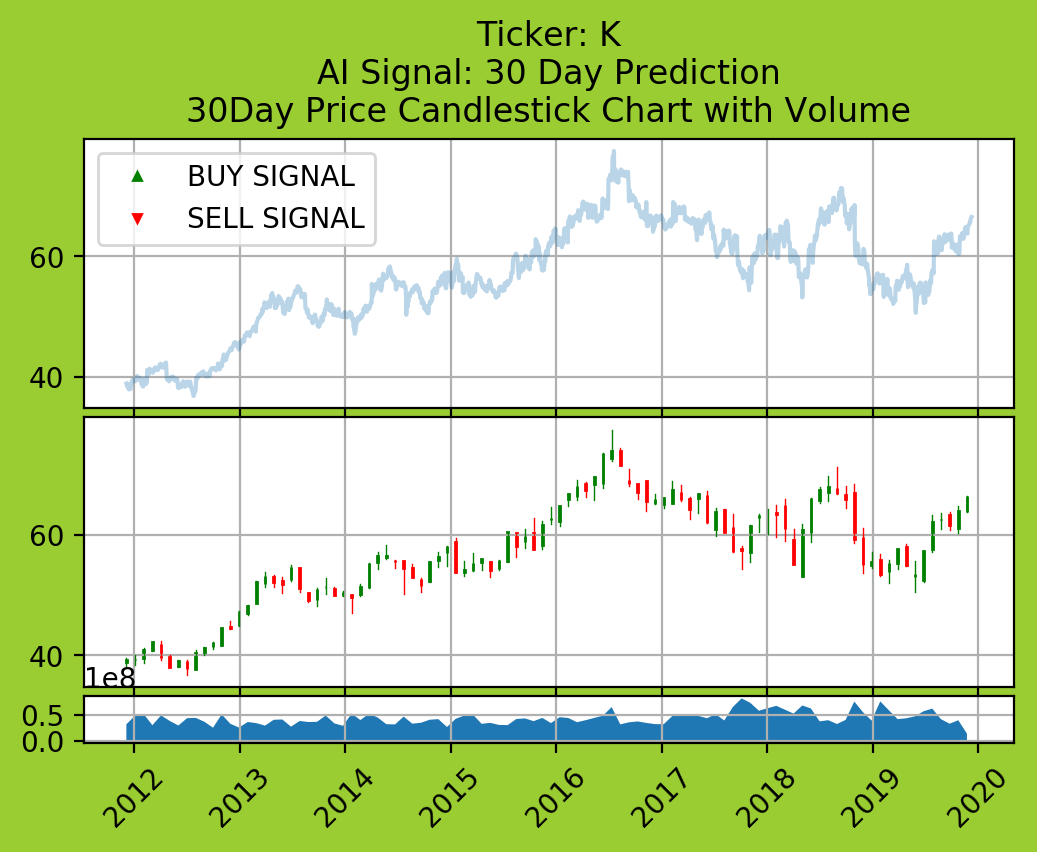 Ticker: K
AI Signal: 30 Day Prediction
30Day Price Candlestick Chart with Volume
BUY SIGNAL
SELL SIGNAL
60
40
60
40
1e8
0.5
0.0
2012 2013 2014 2015 2016 2017 2018 2019 2020